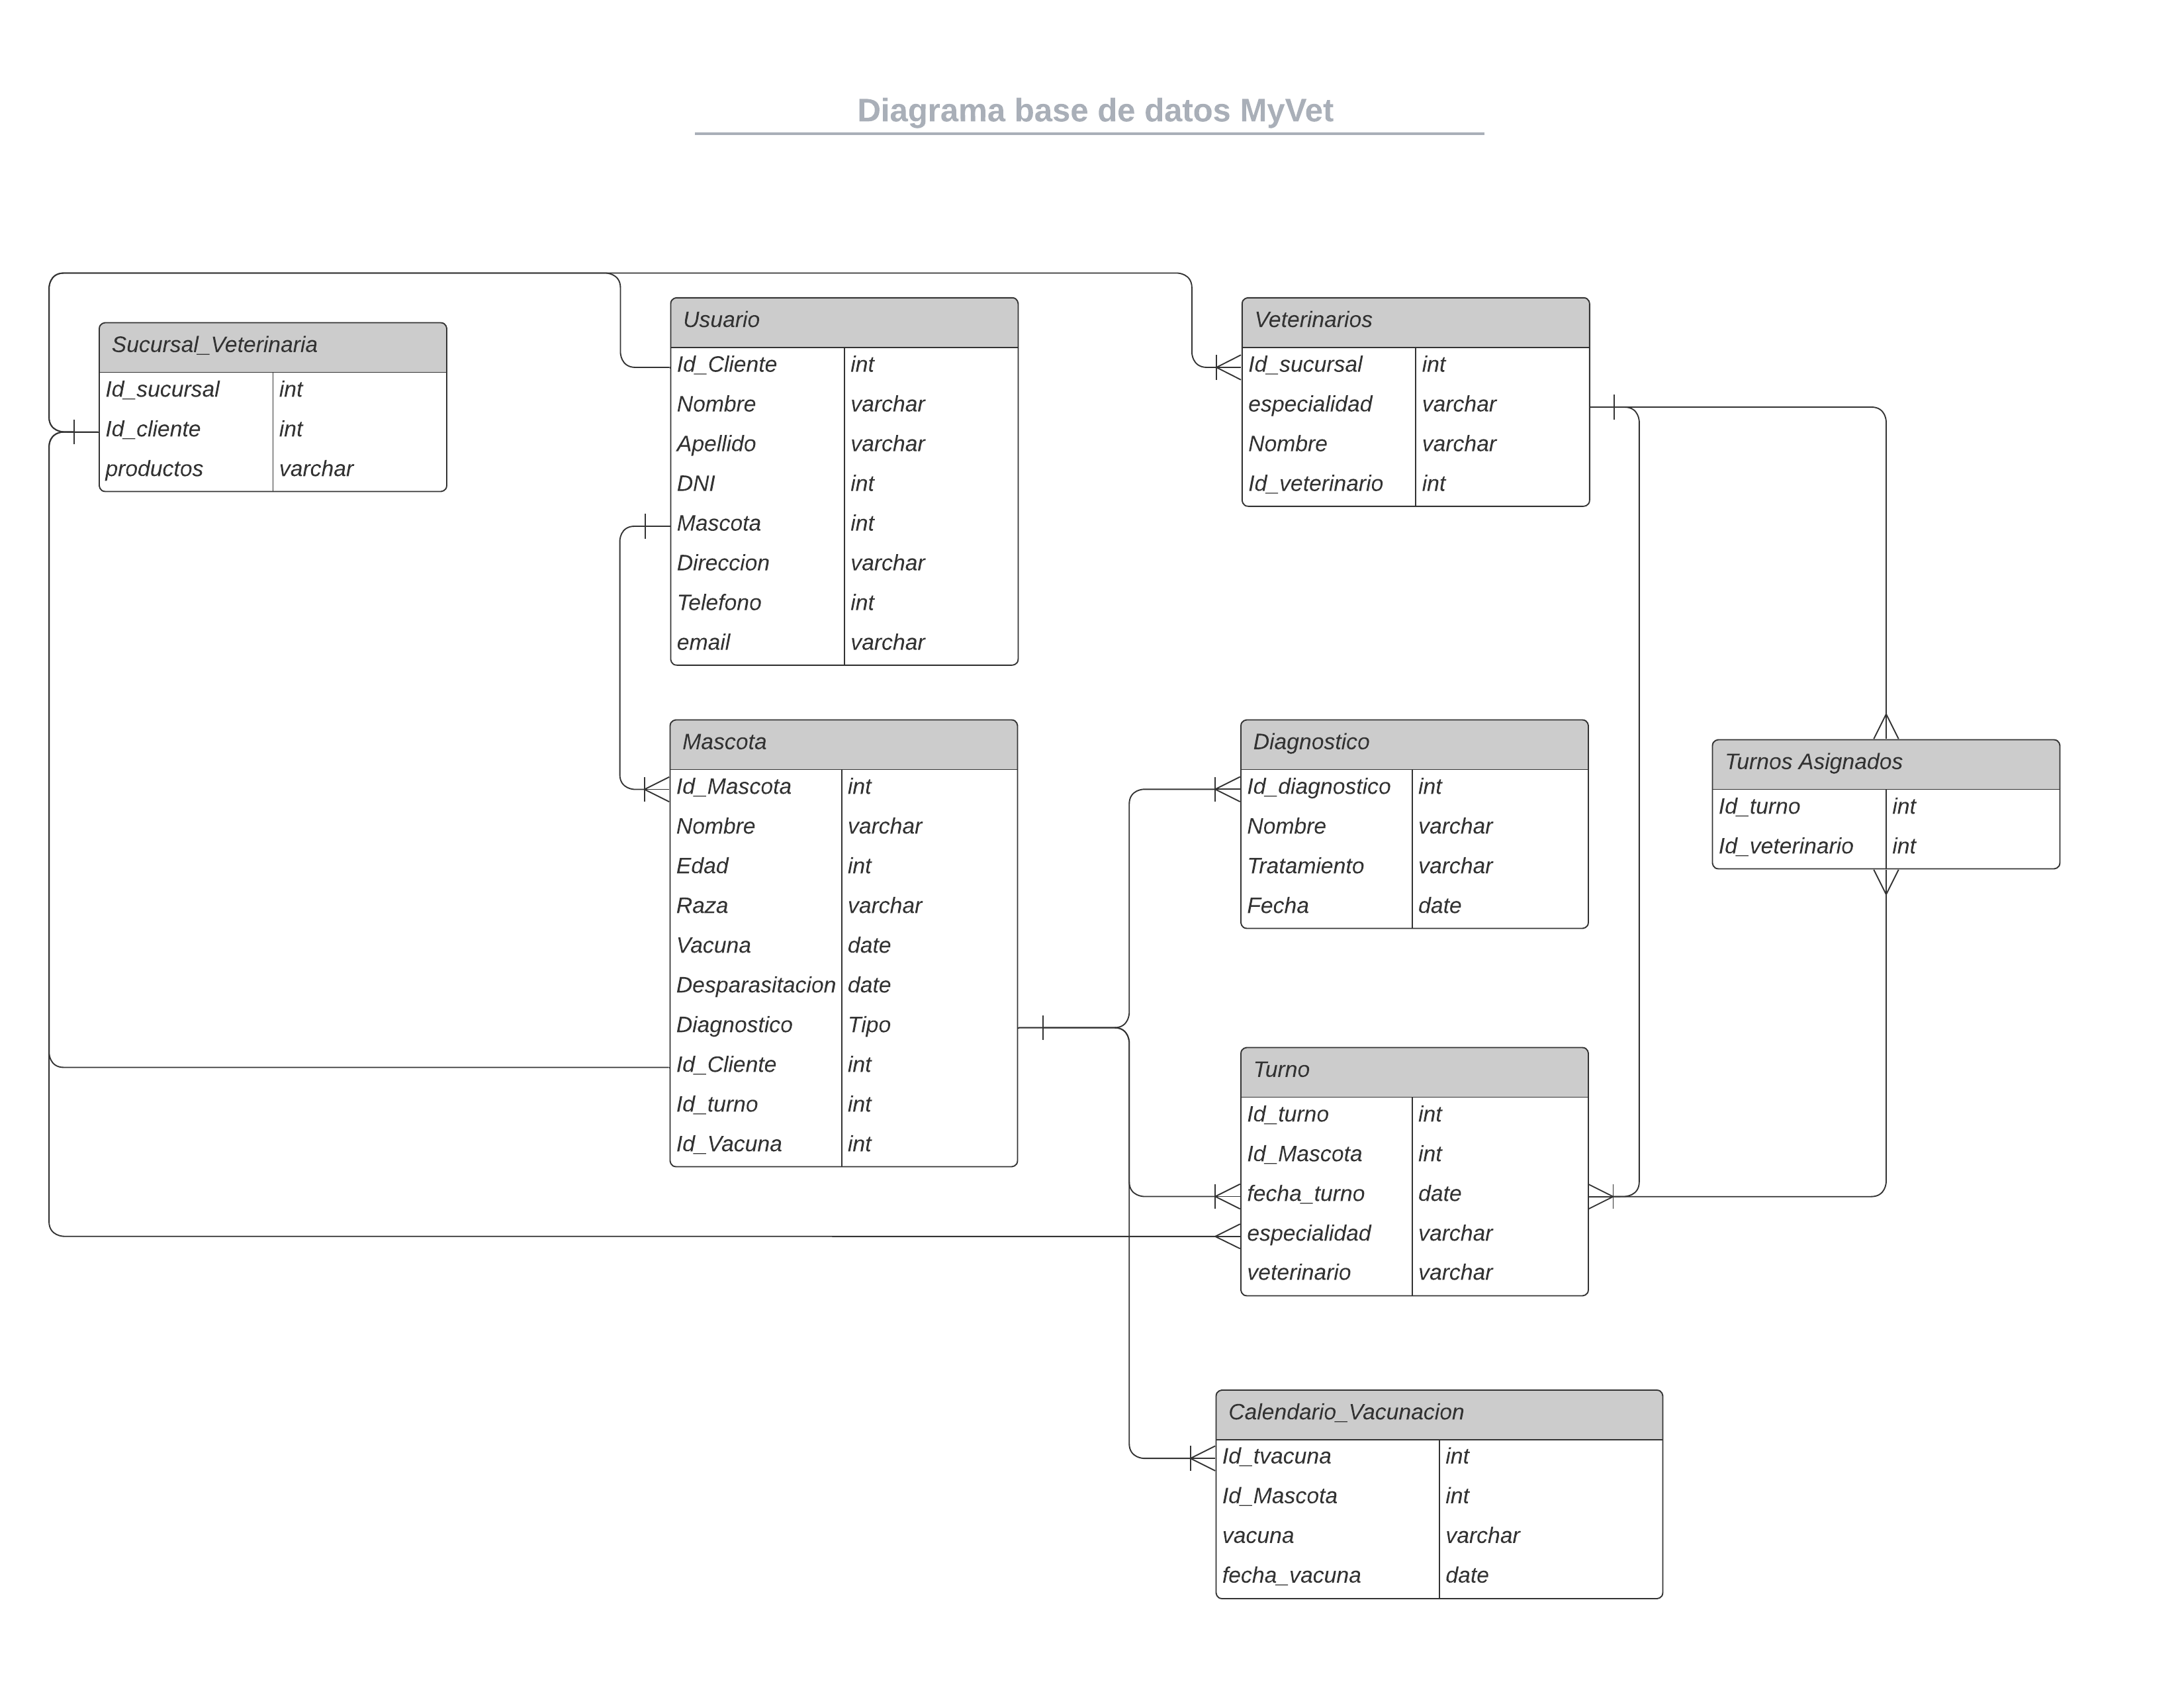 Diagrama base de datos MyVet
Sucursal_Veterinaria
Id_sucursal int
Id_cliente int
productos varchar
Usuario
Id_Cliente int
Nombre varchar
Apellido varchar
DNI int
Mascota int
Direccion varchar
Telefono int
email varchar
Veterinarios
Id_sucursal int
especialidad varchar
Nombre varchar
Id_veterinario int
Mascota
Id_Mascota int
Nombre varchar
Edad int
Raza varchar
Vacuna date
Desparasitacion date
Diagnostico Tipo
Id_Cliente int
Id_turno int
Id_Vacuna int
Diagnostico
Id_diagnostico int
Nombre varchar
Tratamiento varchar
Fecha date
Turnos Asignados
Id_turno int
Id_veterinario int
Turno
Id_turno int
Id_Mascota int
fecha_turno date
especialidad varchar
veterinario varchar
Calendario_Vacunacion
Id_tvacuna int
Id_Mascota int
vacuna varchar
fecha_vacuna date